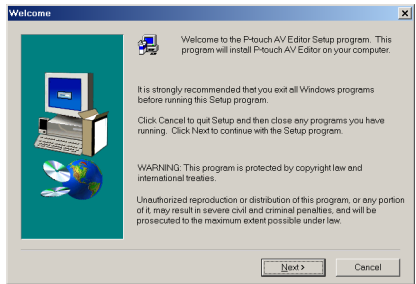 Welcome
Welcome to the P-touch AV Editor Setup program. This
program will install P-touch AV Editor on your computer.
It is strongly recommended that you exit all Windows programs
before running this Setup program.
Click Cancel to quit Setup and then close any programs you have
running. Click Next to continue with the Setup program.
WARNING: This program is protected by copyright law and
international treaties.
Unauthorized reproduction or distribution of this program, or any portion
of it, may result in severe civil and criminal penalties, and will be
prosecuted to the maximum extent possible under law.
Next >
Cancel